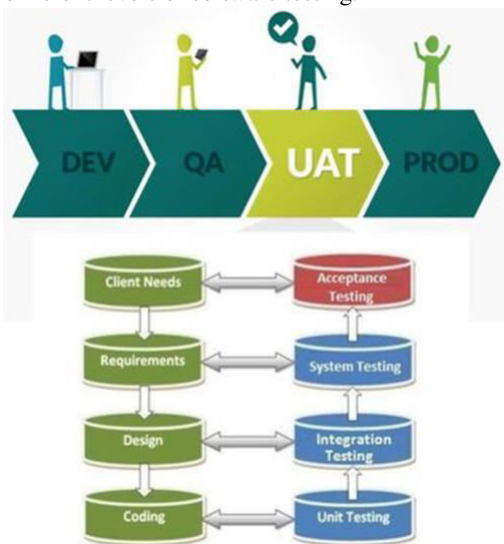 DEV QA UAT PROD
Client Needs
Acceptance
Testing
Requirements
System Testing
Design
Integration
Testing
Coding
Unit Testing